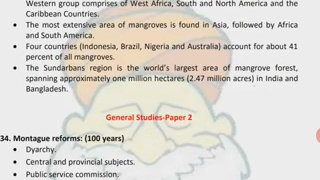 Western group comprises of West Africa, South and North America and the
Caribbean Countries.
• The most extensive area of mangroves is found in Asia, followed by Africa
and South America.
• Four countries (Indonesia, Brazil, Nigeria and Australia) account for about 41
percent of all mangroves.
• The Sundarbans region is the world's largest area of mangrove forest,
spanning approximately one million hectares (2.47 million acres) in India and
Bangladesh.
General Studies-Paper 2
34. Montague reforms: (100 years)
• Dyarchy.
• Central and provincial subjects.
• Public service commission.